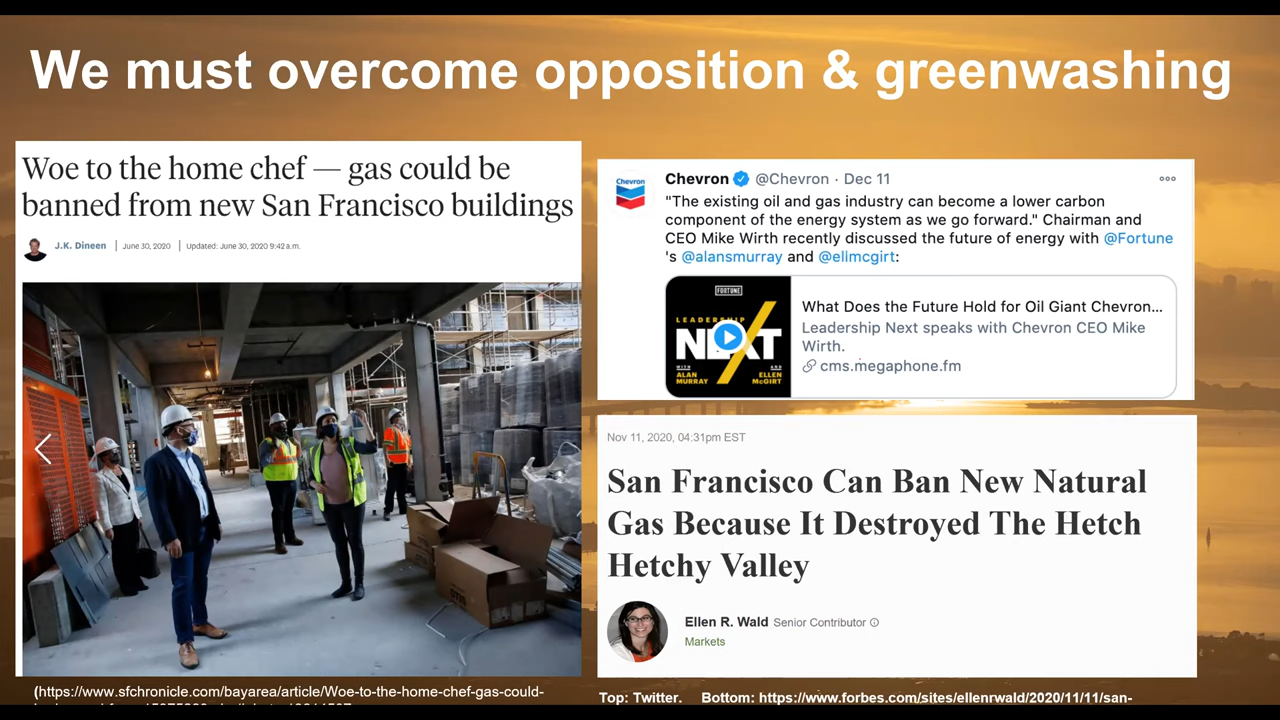 We must overcome opposition & greenwashing
Woe to the home chef — gas could be
banned from new San Francisco buildings
J.K. Dineen | June 30, 2020 | Updated: June 30, 2020 9:42 a.m.
Chevron @Chevron · Dec 11
Chevron
"The existing oil and gas industry can become a lower carbon
component of the energy system as we go forward." Chairman and
CEO Mike Wirth recently discussed the future of energy with @Fortune
's @alansmurray and @ellmcgirt:
FORTUNE
LEADERSHIP
NEXT
WITH
ALAN
MURRAY
AND
ELLEN
McGIRT
What Does the Future Hold for Oil Giant Chevron...
Leadership Next speaks with Chevron CEO Mike
Wirth.
cms.megaphone.fm
Nov 11, 2020, 04:31pm EST
San Francisco Can Ban New Natural
Gas Because It Destroyed The Hetch
Hetchy Valley
Ellen R. Wald Senior Contributor
Markets
(https://www.sfchronicle.com/bayarea/article/Woe-to-the-home-chef-gas-could-
Top: Twitter. Bottom: https://www.forbes.com/sites/ellenrwald/2020/11/11/san-